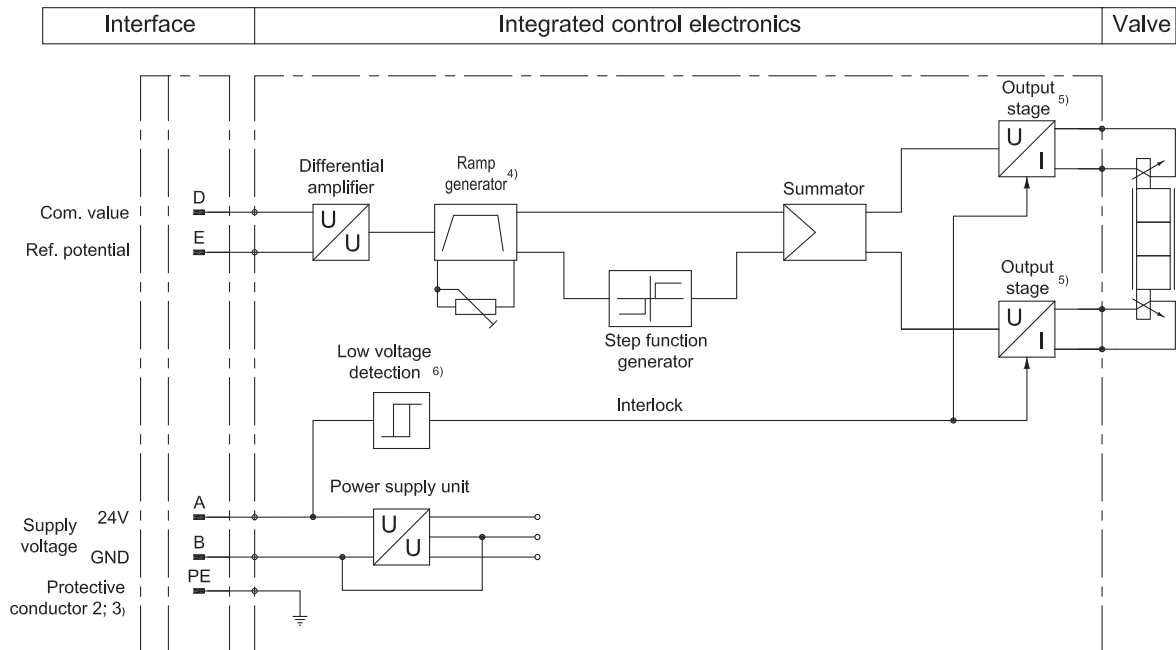 Interface Integrated control electronics Valve
Output
stage 5)
U
I
Differential
amplifier
Ramp
generator 4)
Summator
D
Com. value
U
U
E
Ref. potential
Output
stage 5)
U
I
Step function
generator
Low voltage
detection 6)
Interlock
Power supply unit
A
24V
Supply
voltage
U
U
B
GND
PE
Protective
conductor 2; 3)